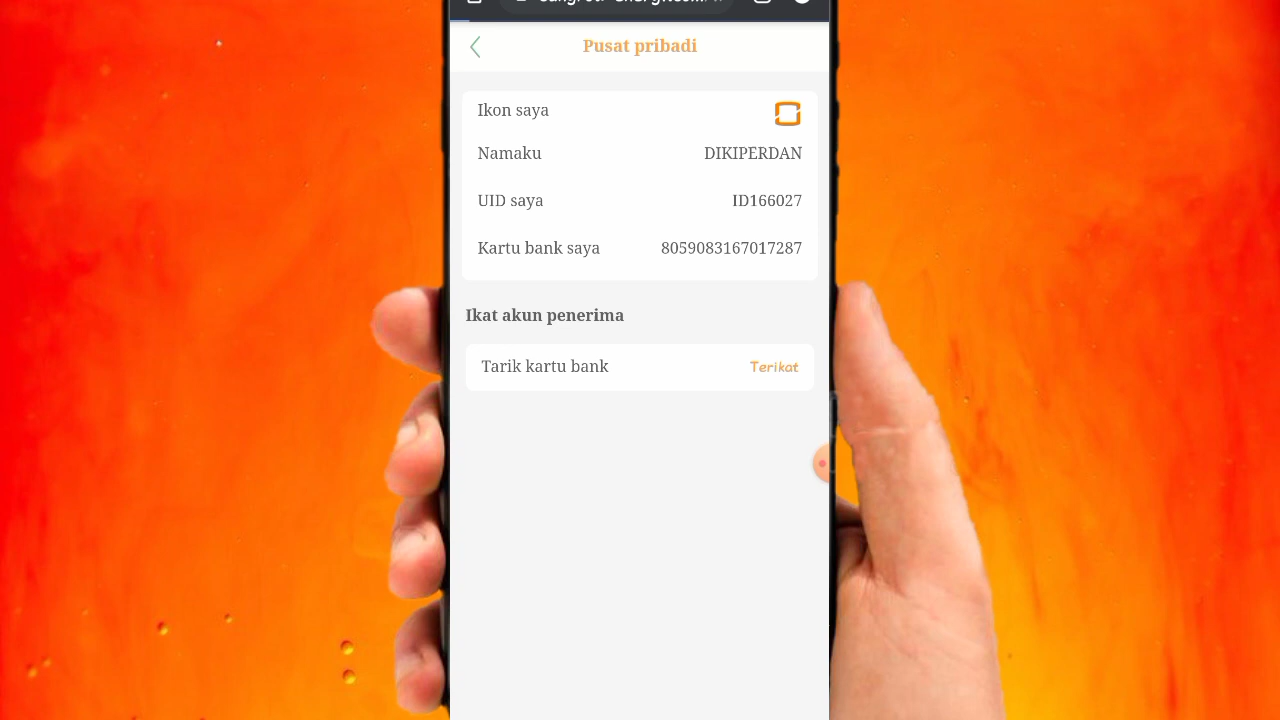 Pusat pribadi
Ikon saya
Namaku DIKIPERDAN
UID saya ID166027
Kartu bank saya 8059083167017287
Ikat akun penerima
Tarik kartu bank Terikat